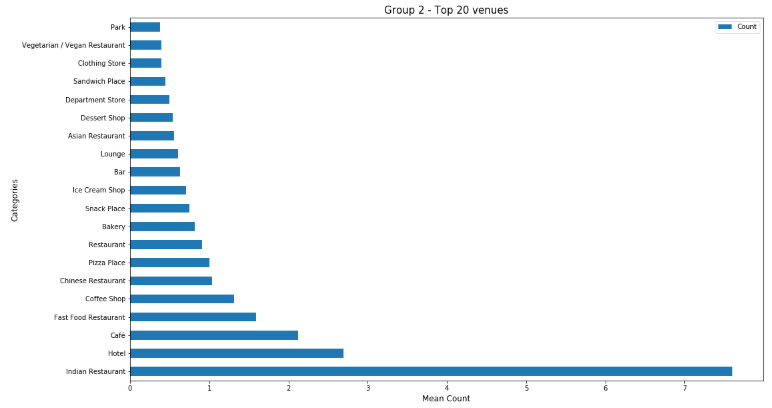 Group 2 - Top 20 venues
Count
Categories
Park
Vegetarian / Vegan Restaurant
Clothing Store
Sandwich Place
Department Store
Dessert Shop
Asian Restaurant
Lounge
Bar
Ice Cream Shop
Snack Place
Bakery
Restaurant
Pizza Place
Chinese Restaurant
Coffee Shop
Fast Food Restaurant
Café
Hotel
Indian Restaurant
0 1 2 3 4 5 6 7
Mean Count